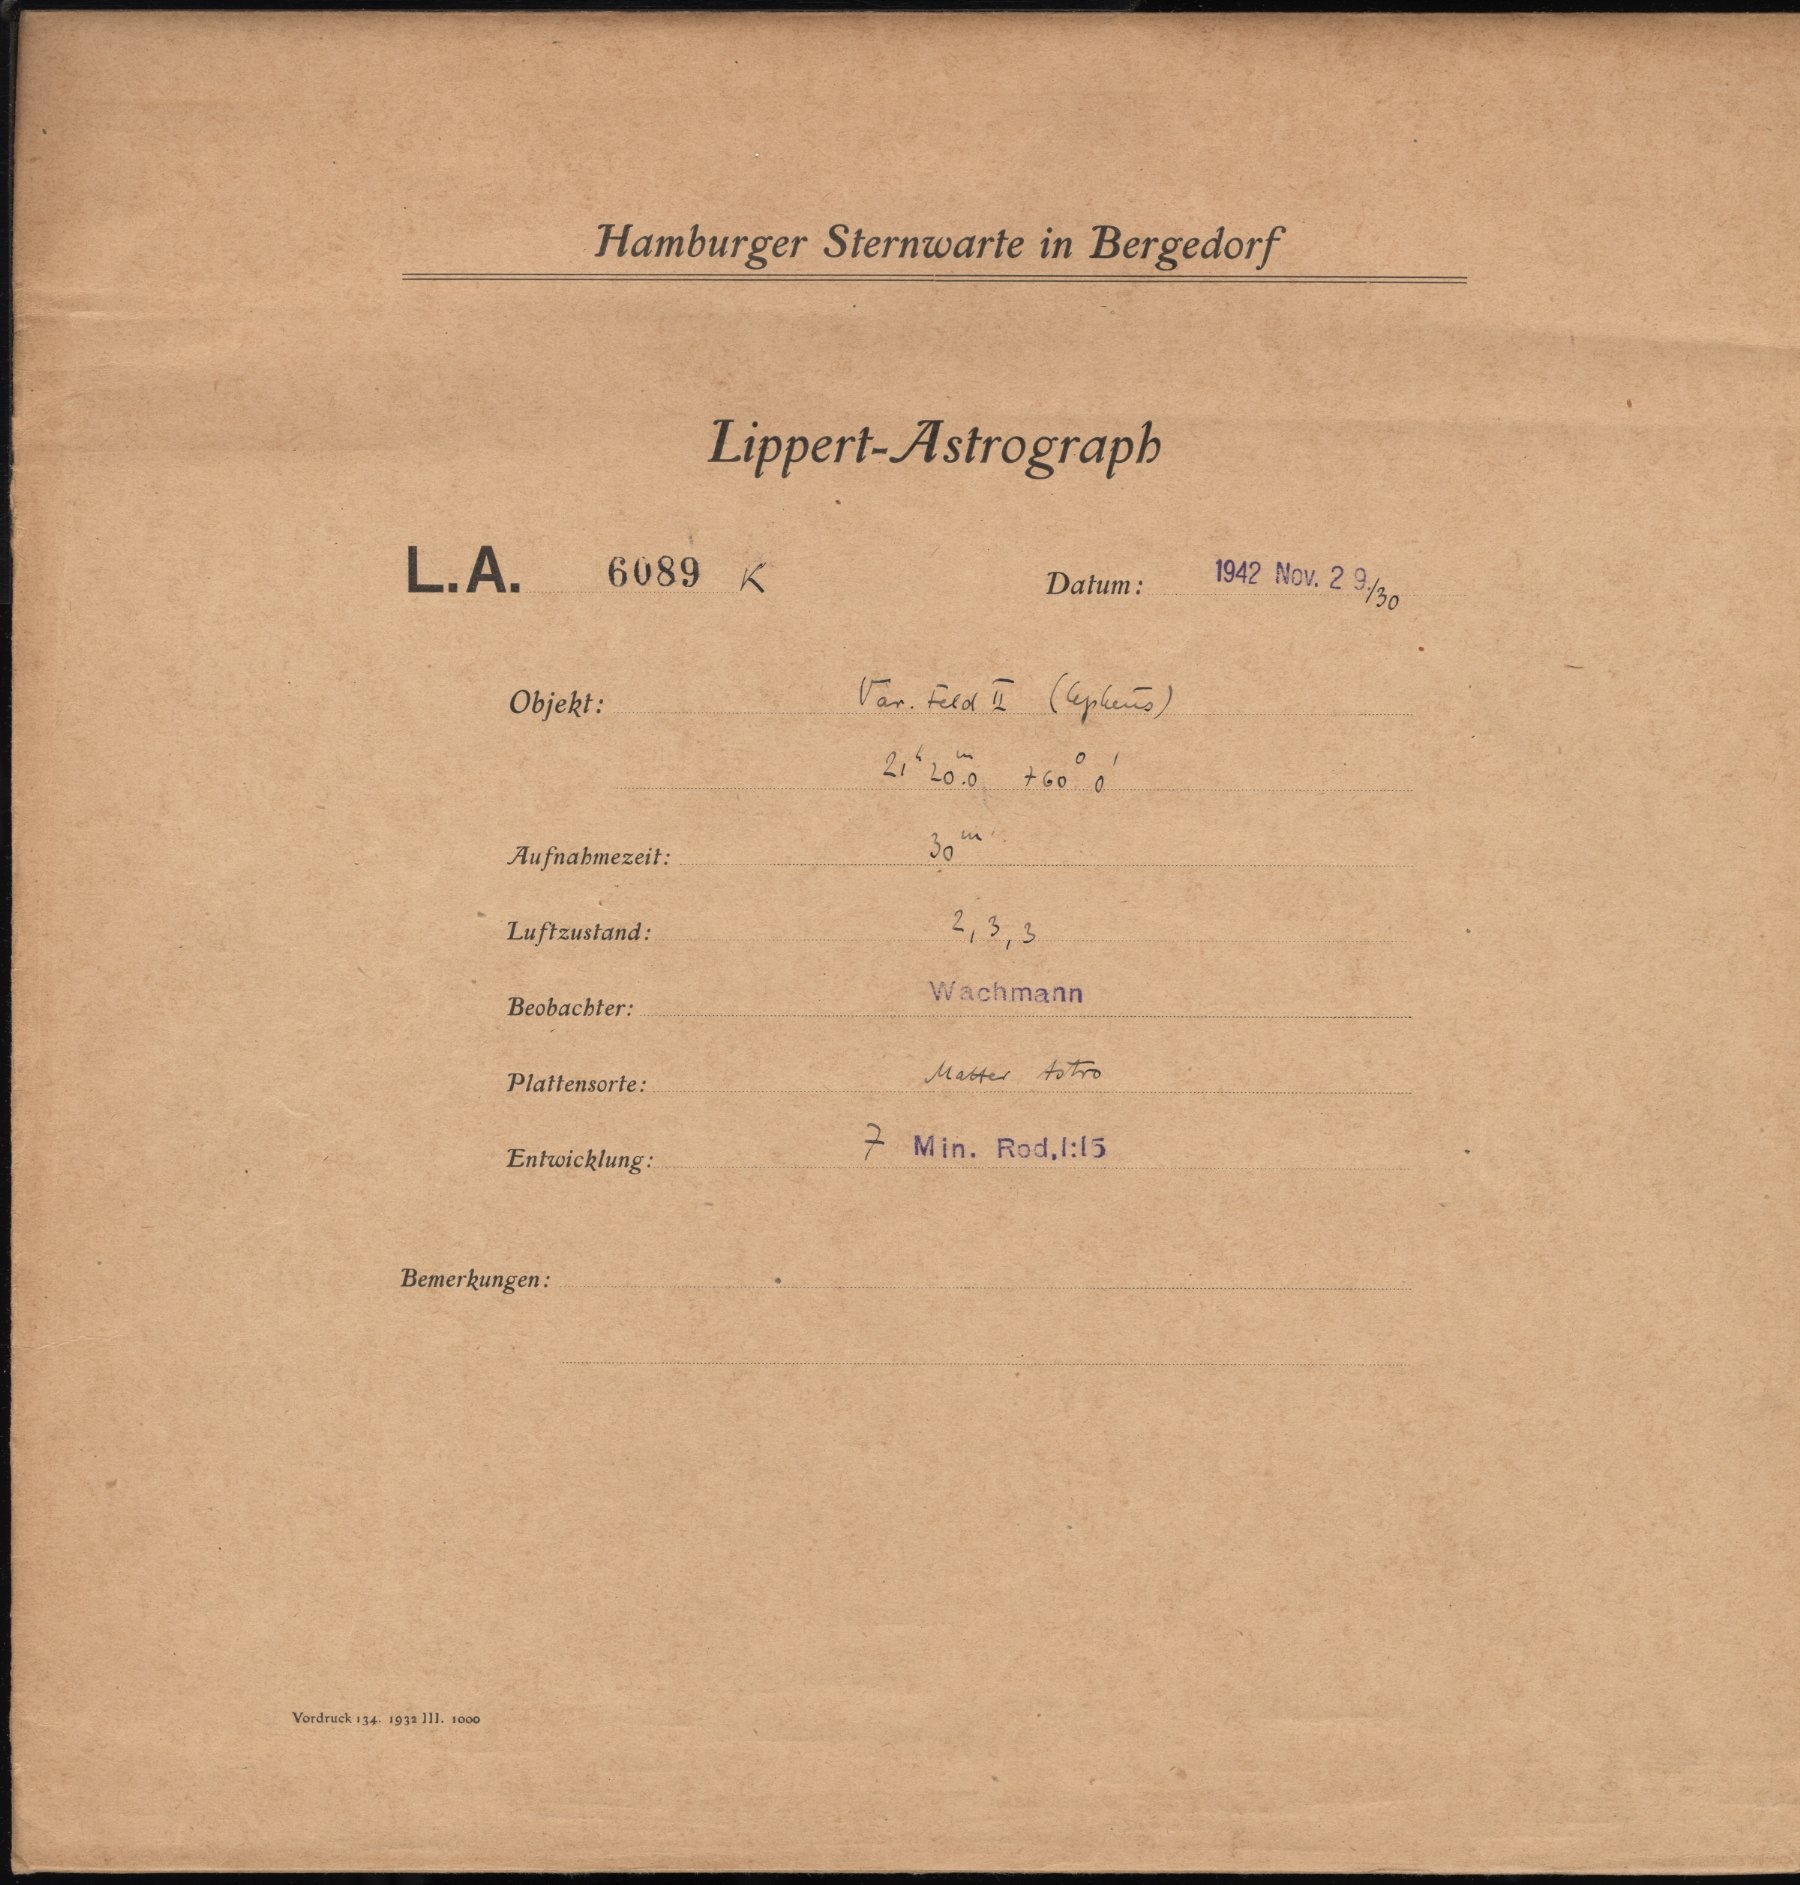 Hamburger Sternwarte in Bergedorf
Lippert-Astrograph
L.A. 6089 K Datum: 1942 Nov. 29./30
Objekt: Var. Feld II (Cepheus)
21h 20m.0 +60° 0'
Aufnahmezeit: 30m
Luftzustand: 2, 3, 3
Beobachter: Wachmann
Plattensorte: Matter Astro
Entwicklung: 7 Min. Rod,1:15
Bemerkungen:
Vordruck 134. 1932 III. 1000